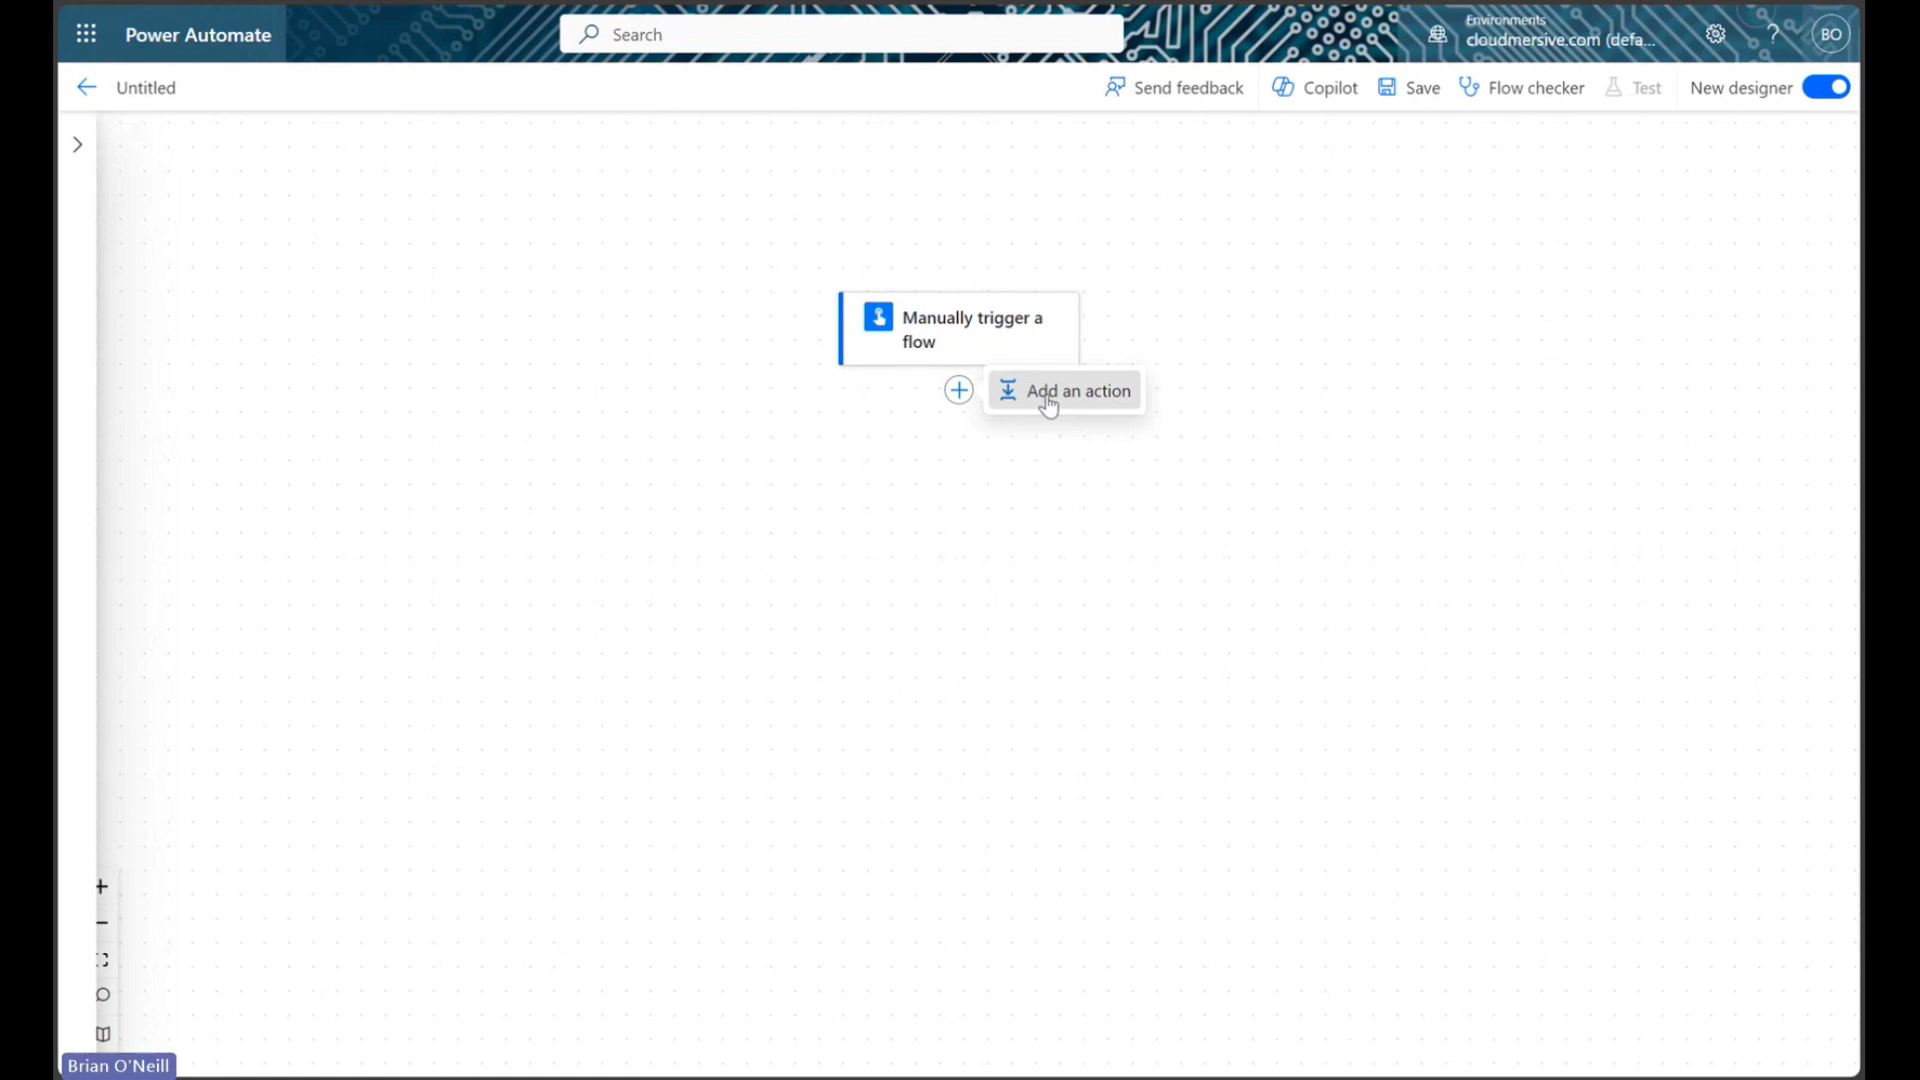 Power Automate
Search
Environments
cloudmersive.com (defa...
?
BO
Untitled
Send feedback
Copilot
Save
Flow checker
Test
New designer
Manually trigger a
flow
Add an action
Brian O'Neill